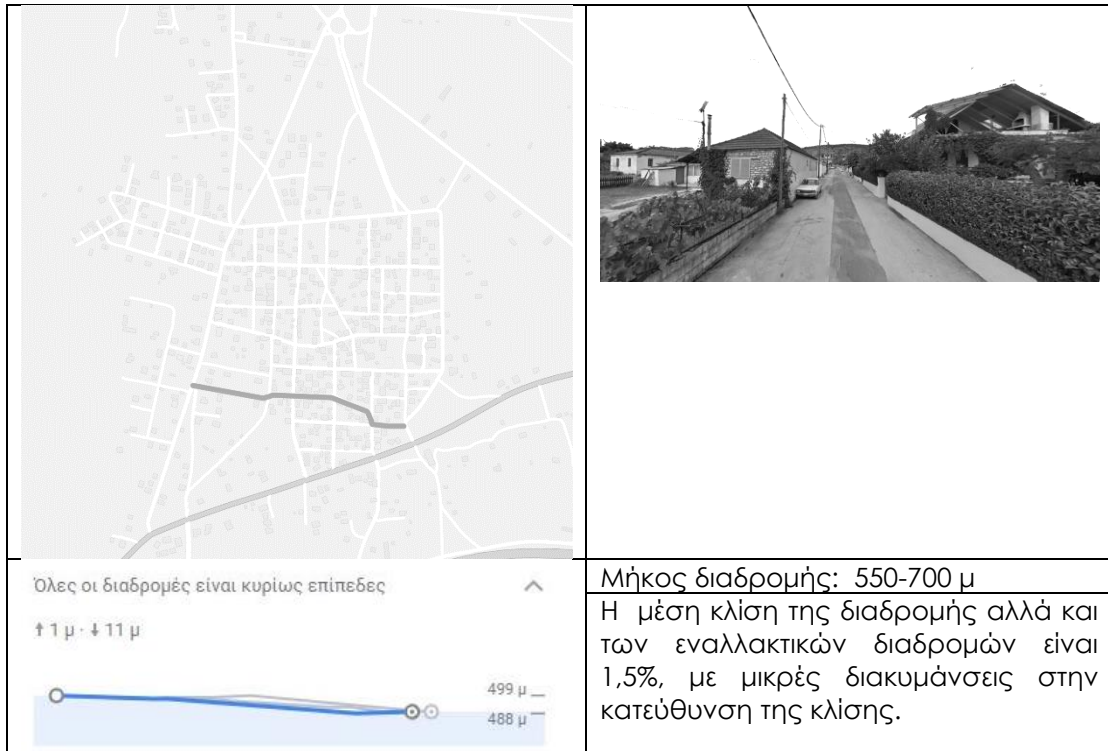 Όλες οι διαδρομές είναι κυρίως επίπεδες
↑ 1 μ · ↓ 11 μ
499 μ
488 μ
Μήκος διαδρομής: 550-700 μ
Η μέση κλίση της διαδρομής αλλά και
των εναλλακτικών διαδρομών είναι
1,5%, με μικρές διακυμάνσεις στην
κατεύθυνση της κλίσης.